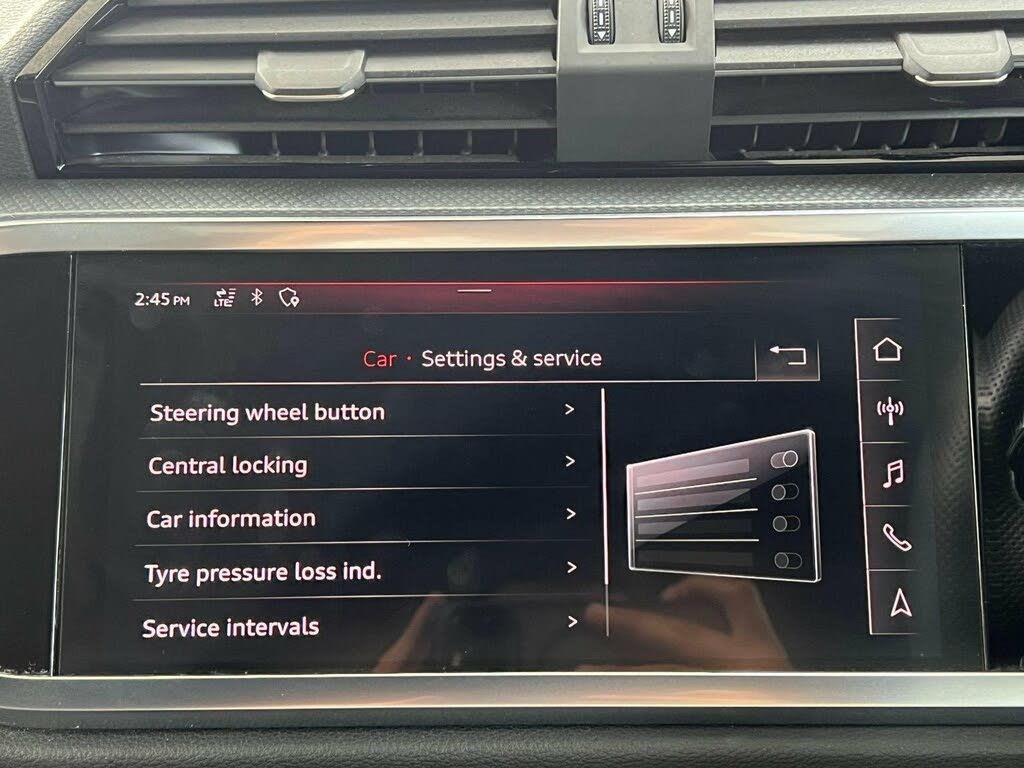 2:45 PM LTE
Car · Settings & service
Steering wheel button >
Central locking >
Car information >
Tyre pressure loss ind. >
Service intervals >